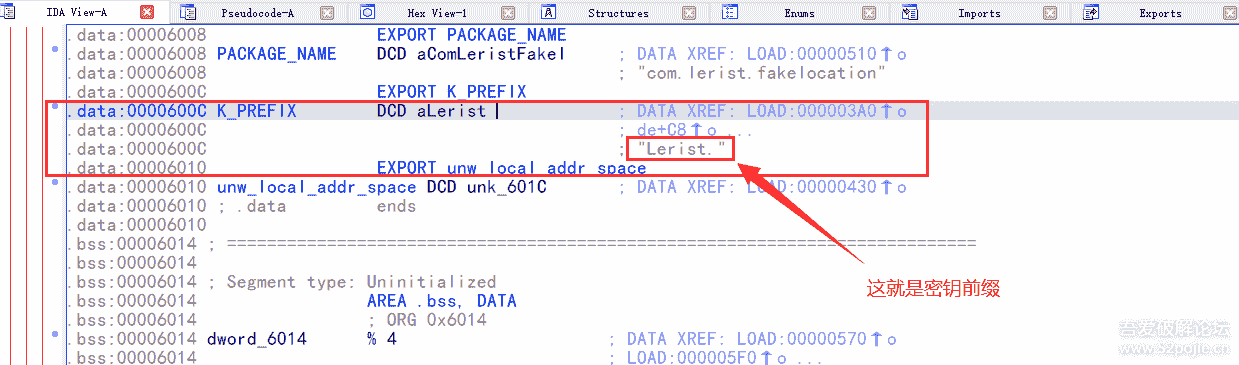 IDA View-A Pseudocode-A Hex View-1 Structures Enums Imports Exports
.data:00006008 EXPORT PACKAGE_NAME
.data:00006008 PACKAGE_NAME DCD aComLeristFakel ; DATA XREF: LOAD:00000510↑o
.data:00006008 ; "com.lerist.fakelocation"
.data:0000600C EXPORT K_PREFIX
.data:0000600C K_PREFIX DCD aLerist ; DATA XREF: LOAD:000003A0↑o
.data:0000600C ; de+C8↑o ...
.data:0000600C ; "Lerist."
.data:00006010 EXPORT unw_local_addr_space
.data:00006010 unw_local_addr_space DCD unk_601C ; DATA XREF: LOAD:00000430↑o
.data:00006010 ; .data ends
.data:00006010
.bss:00006014 ; ===========================================================================
.bss:00006014
.bss:00006014 ; Segment type: Uninitialized
.bss:00006014 AREA .bss, DATA
.bss:00006014 ; ORG 0x6014
.bss:00006014 dword_6014 % 4 ; DATA XREF: LOAD:00000570↑o
.bss:00006014 ; LOAD:000005F0↑o ...
这就是密钥前缀
吾爱破解论坛
www.52pojie.cn